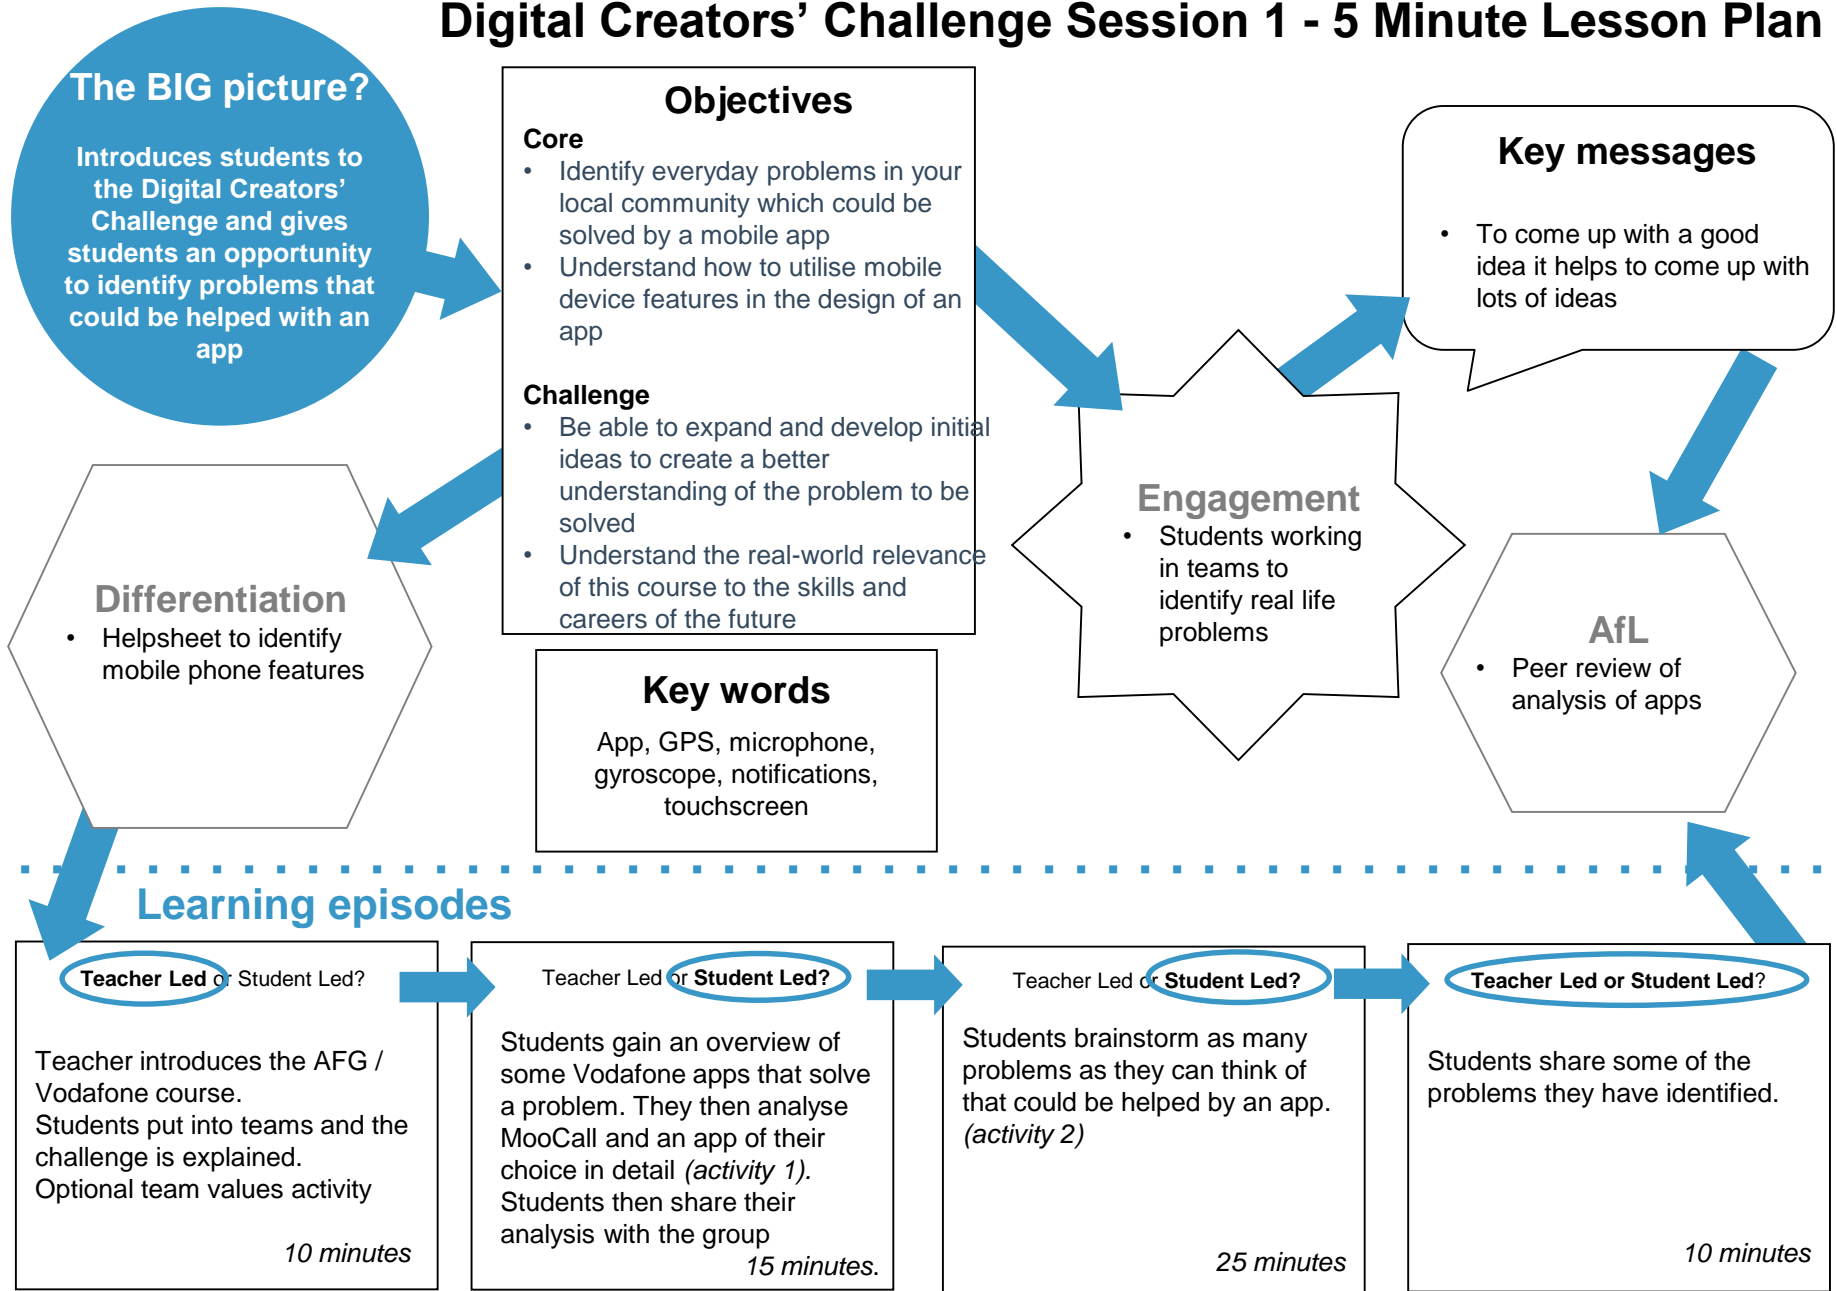 Digital Creators’ Challenge Session 1 - 5 Minute Lesson Plan
The BIG picture?
Introduces students to
the Digital Creators’
Challenge and gives
students an opportunity
to identify problems that
could be helped with an
app
Objectives
Core
• Identify everyday problems in your
local community which could be
solved by a mobile app
• Understand how to utilise mobile
device features in the design of an
app
Challenge
• Be able to expand and develop initial
ideas to create a better
understanding of the problem to be
solved
• Understand the real-world relevance
of this course to the skills and
careers of the future
Key messages
• To come up with a good
idea it helps to come up with
lots of ideas
Engagement
• Students working
in teams to
identify real life
problems
Differentiation
• Helpsheet to identify
mobile phone features
AfL
• Peer review of
analysis of apps
Key words
App, GPS, microphone,
gyroscope, notifications,
touchscreen
Learning episodes
Teacher Led or Student Led?
Teacher introduces the AFG /
Vodafone course.
Students put into teams and the
challenge is explained.
Optional team values activity
10 minutes
Teacher Led or Student Led?
Students gain an overview of
some Vodafone apps that solve
a problem. They then analyse
MooCall and an app of their
choice in detail (activity 1).
Students then share their
analysis with the group
15 minutes.
Teacher Led or Student Led?
Students brainstorm as many
problems as they can think of
that could be helped by an app.
(activity 2)
25 minutes
Teacher Led or Student Led?
Students share some of the
problems they have identified.
10 minutes